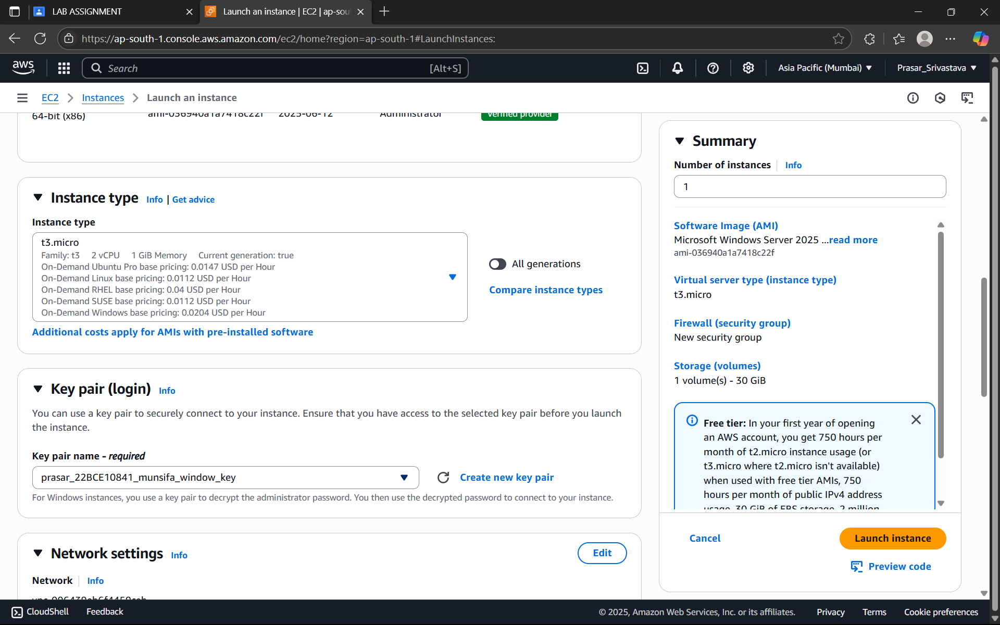 LAB ASSIGNMENT
Launch an instance | EC2 | ap-sou
https://ap-south-1.console.aws.amazon.com/ec2/home?region=ap-south-1#LaunchInstances:
aws
Search
[Alt+S]
Asia Pacific (Mumbai)
Prasar_Srivastava
EC2 > Instances > Launch an instance
64-bit (x86) ami-036940a1a7418c22f 2025-06-12 Administrator Verified provider
Instance type Info | Get advice
Instance type
t3.micro
Family: t3 2 vCPU 1 GiB Memory Current generation: true
On-Demand Ubuntu Pro base pricing: 0.0147 USD per Hour
On-Demand Linux base pricing: 0.0112 USD per Hour
On-Demand RHEL base pricing: 0.04 USD per Hour
On-Demand SUSE base pricing: 0.0112 USD per Hour
On-Demand Windows base pricing: 0.0204 USD per Hour
All generations
Compare instance types
Additional costs apply for AMIs with pre-installed software
Key pair (login) Info
You can use a key pair to securely connect to your instance. Ensure that you have access to the selected key pair before you launch
the instance.
Key pair name - required
prasar_22BCE10841_munsifa_window_key
Create new key pair
For Windows instances, you use a key pair to decrypt the administrator password. You then use the decrypted password to connect to your instance.
Network settings Info
Edit
Network Info
Summary
Number of instances Info
1
Software Image (AMI)
Microsoft Windows Server 2025 ...read more
ami-036940a1a7418c22f
Virtual server type (instance type)
t3.micro
Firewall (security group)
New security group
Storage (volumes)
1 volume(s) - 30 GiB
Free tier: In your first year of opening
an AWS account, you get 750 hours per
month of t2.micro instance usage (or
t3.micro where t2.micro isn't available)
when used with free tier AMIs, 750
hours per month of public IPv4 address
usage, 30 GiB of EBS storage, 2 million
Cancel
Launch instance
Preview code
CloudShell
Feedback
© 2025, Amazon Web Services, Inc. or its affiliates.
Privacy
Terms
Cookie preferences